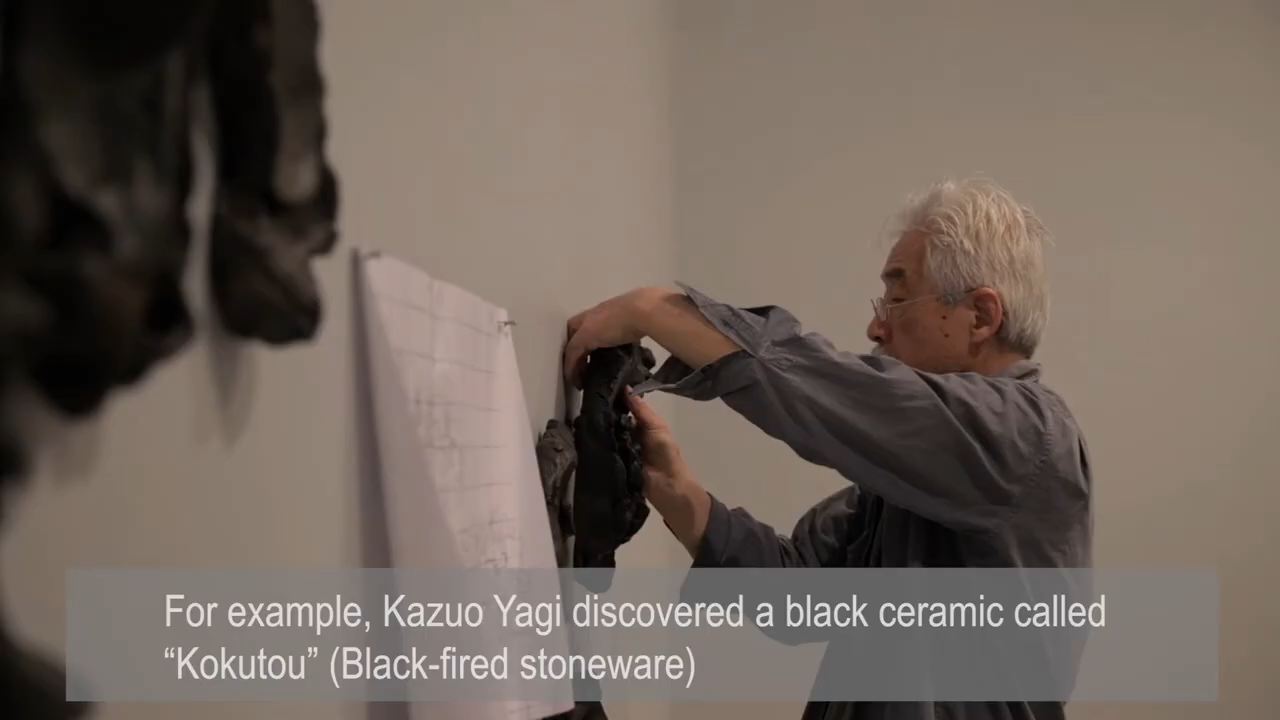 For example, Kazuo Yagi discovered a black ceramic called
“Kokutou” (Black-fired stoneware)